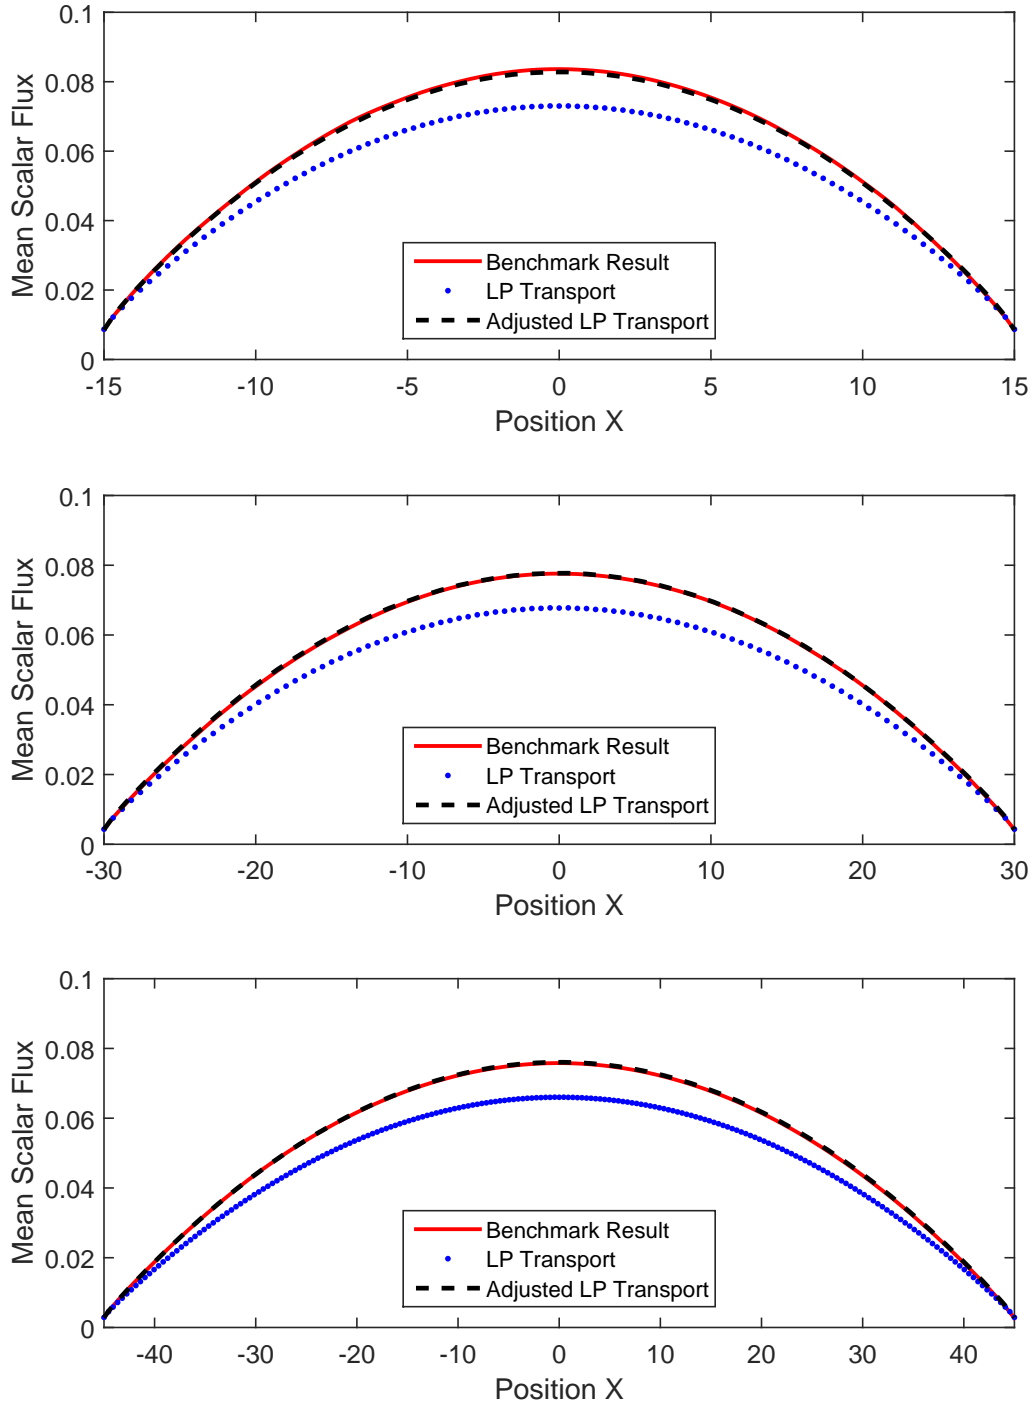 0.1
0.08
0.06
0.04
0.02
0
Mean Scalar Flux
Benchmark Result
LP Transport
Adjusted LP Transport
-15 -10 -5 0 5 10 15
Position X
0.1
0.08
0.06
0.04
0.02
0
Mean Scalar Flux
Benchmark Result
LP Transport
Adjusted LP Transport
-30 -20 -10 0 10 20 30
Position X
0.1
0.08
0.06
0.04
0.02
0
Mean Scalar Flux
Benchmark Result
LP Transport
Adjusted LP Transport
-40 -30 -20 -10 0 10 20 30 40
Position X